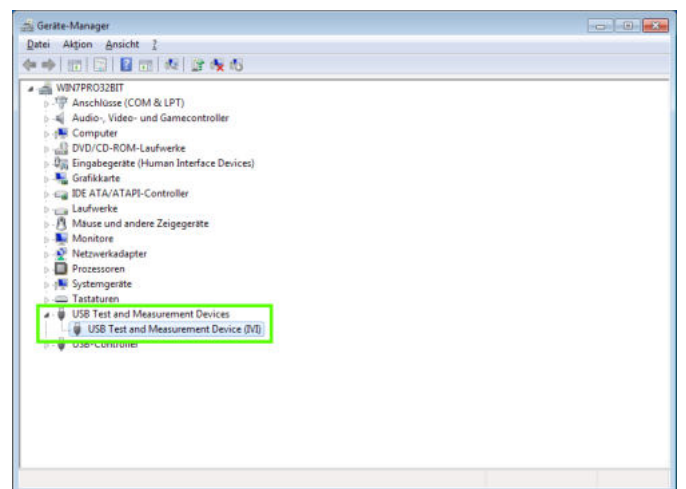 Geräte-Manager
Datei Aktion Ansicht ?
WIN7PRO32BIT
Anschlüsse (COM & LPT)
Audio-, Video- und Gamecontroller
Computer
DVD/CD-ROM-Laufwerke
Eingabegeräte (Human Interface Devices)
Grafikkarte
IDE ATA/ATAPI-Controller
Laufwerke
Mäuse und andere Zeigegeräte
Monitore
Netzwerkadapter
Prozessoren
Systemgeräte
Tastaturen
USB Test and Measurement Devices
USB Test and Measurement Device (IVI)
USB-Controller